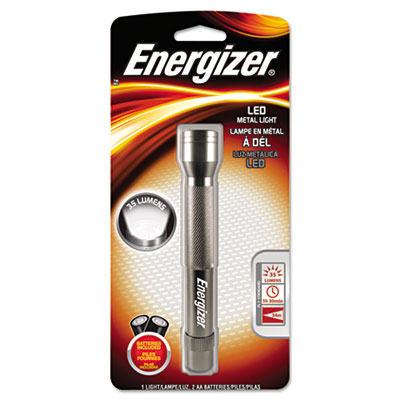 Energizer®
LED
METAL LIGHT
LAMPE EN MÉTAL
À DÉL
LUZ METÁLICA
LED
35 LUMENS
Energizer
35
LUMENS
1h 30min
34m
BATTERIES
INCLUDED
PILES
FOURNIES
PILAS
INCLUIDAS
1 LIGHT/LAMPE/LUZ, 2 AA BATTERIES/PILES/PILAS